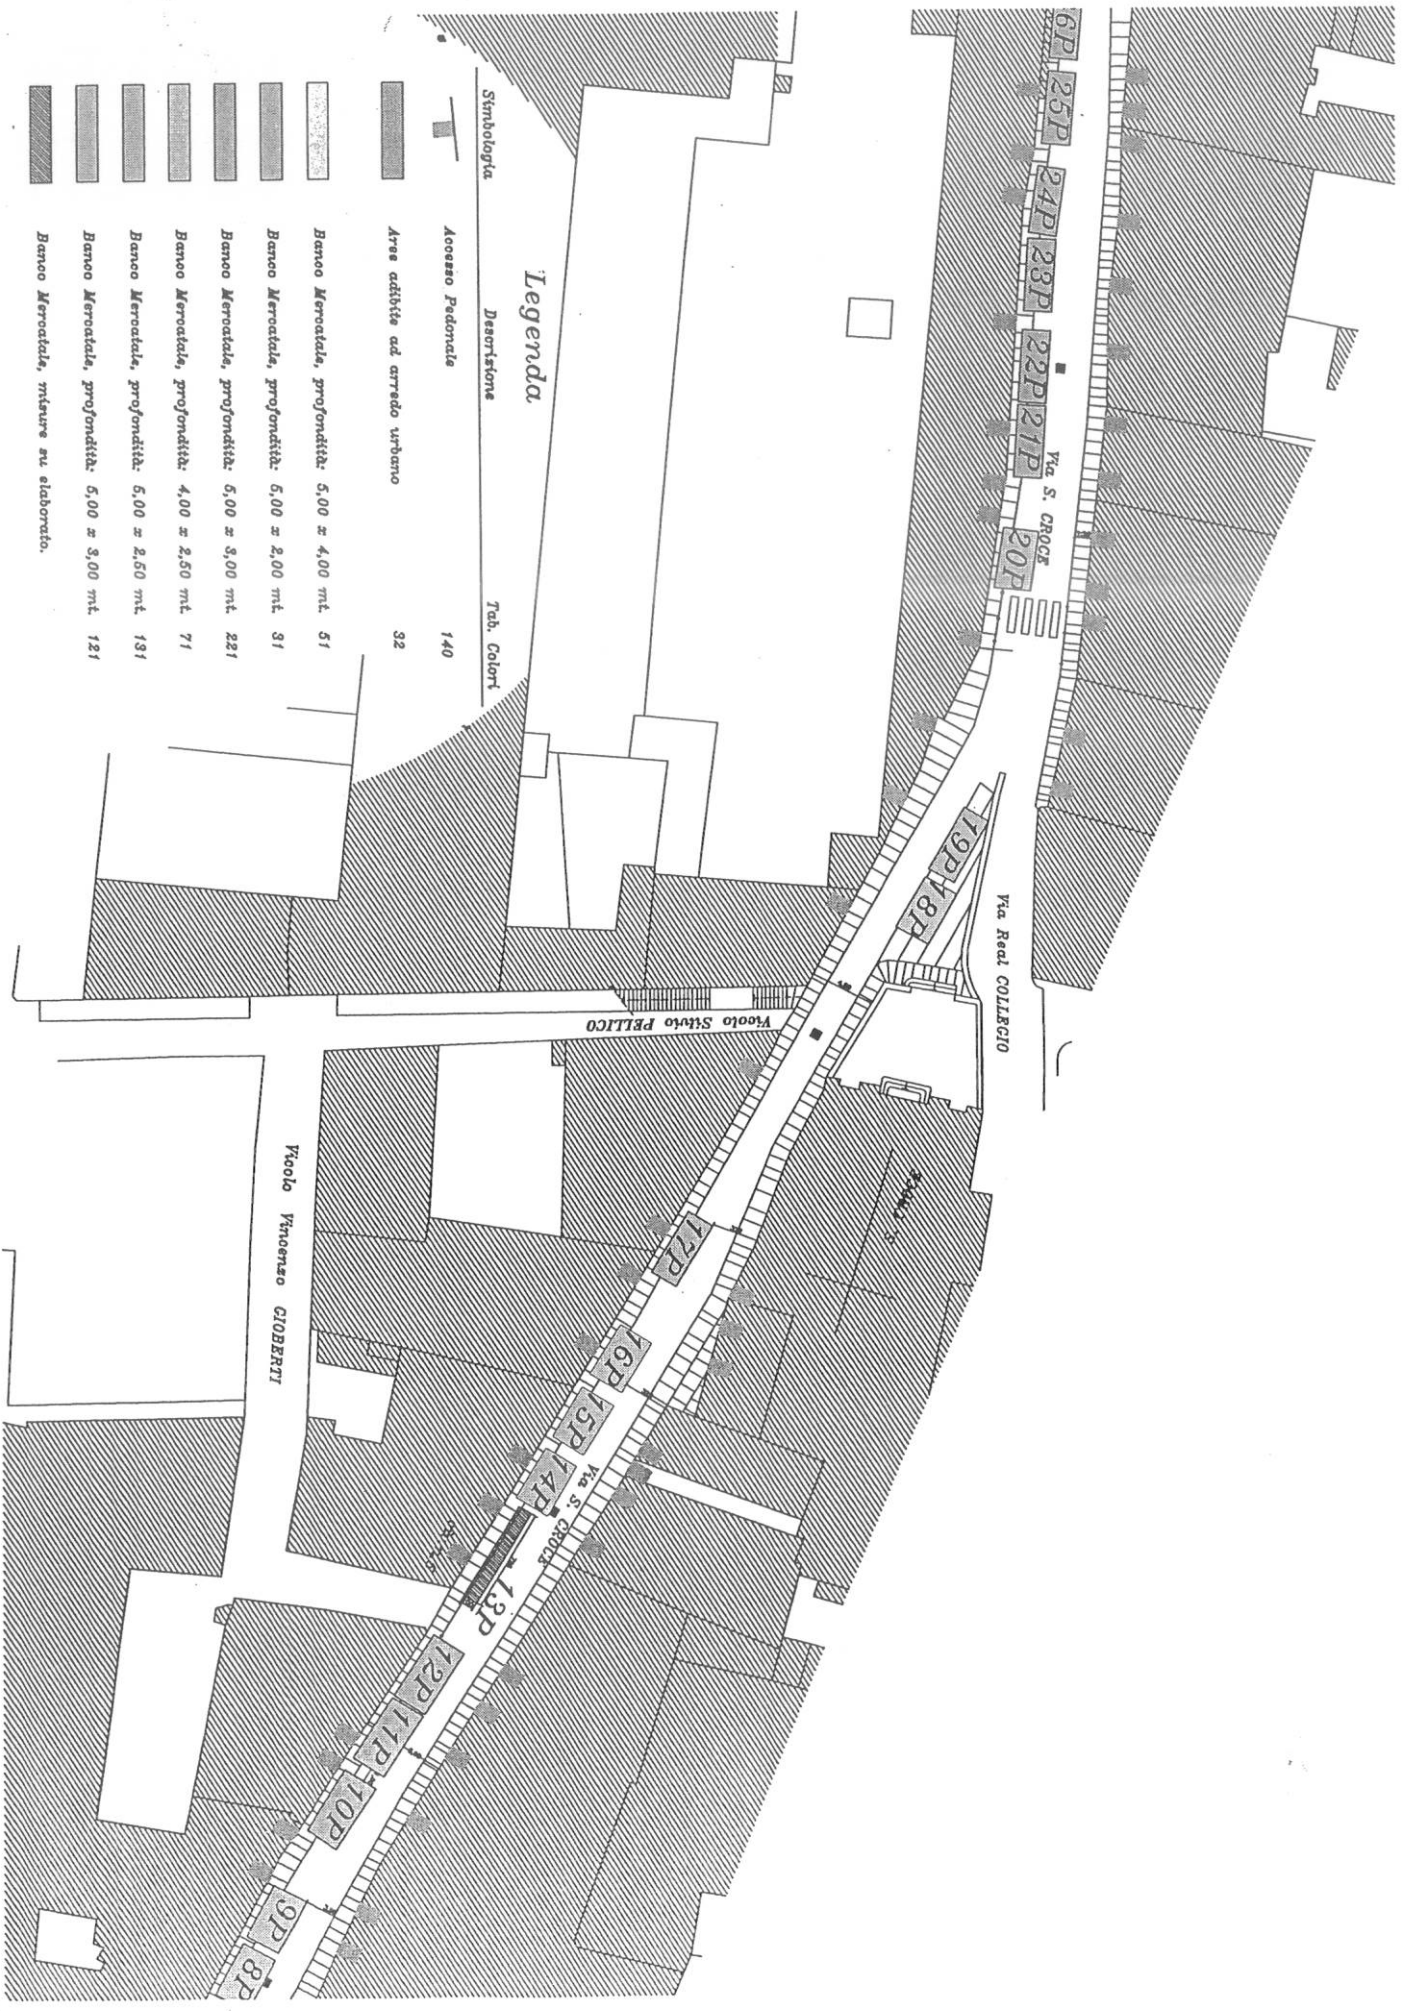 Legenda
Simbologia Descrizione Tab. Colori
Accesso Pedonale 140
Aree adibite ad arredo urbano 32
Banco Mercatale, profondità: 5,00 x 4,00 mt. 51
Banco Mercatale, profondità: 5,00 x 2,00 mt. 31
Banco Mercatale, profondità: 5,00 x 3,00 mt. 221
Banco Mercatale, profondità: 4,00 x 2,50 mt. 71
Banco Mercatale, profondità: 5,00 x 2,50 mt. 131
Banco Mercatale, profondità: 5,00 x 3,00 mt. 121
Banco Mercatale, misure su elaborato.
6P
25P
24P
23P
22P
21P
Via S. CROCE
20P
19P
18P
Via Real COLLEGIO
Vicolo Silvio PELLICO
17P
16P
15P
14P
Via S. CROCE
13P
12P
11P
10P
9P
8P
Vicolo Vincenzo GIOBERTI